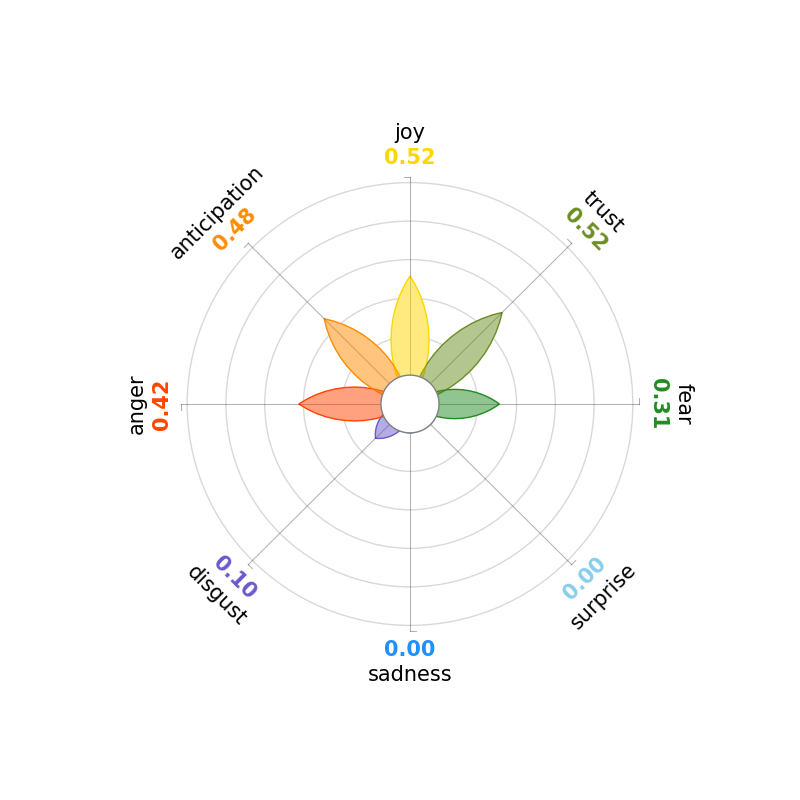 joy
0.52
trust
0.52
fear
0.31
surprise
0.00
sadness
0.00
disgust
0.10
anger
0.42
anticipation
0.48